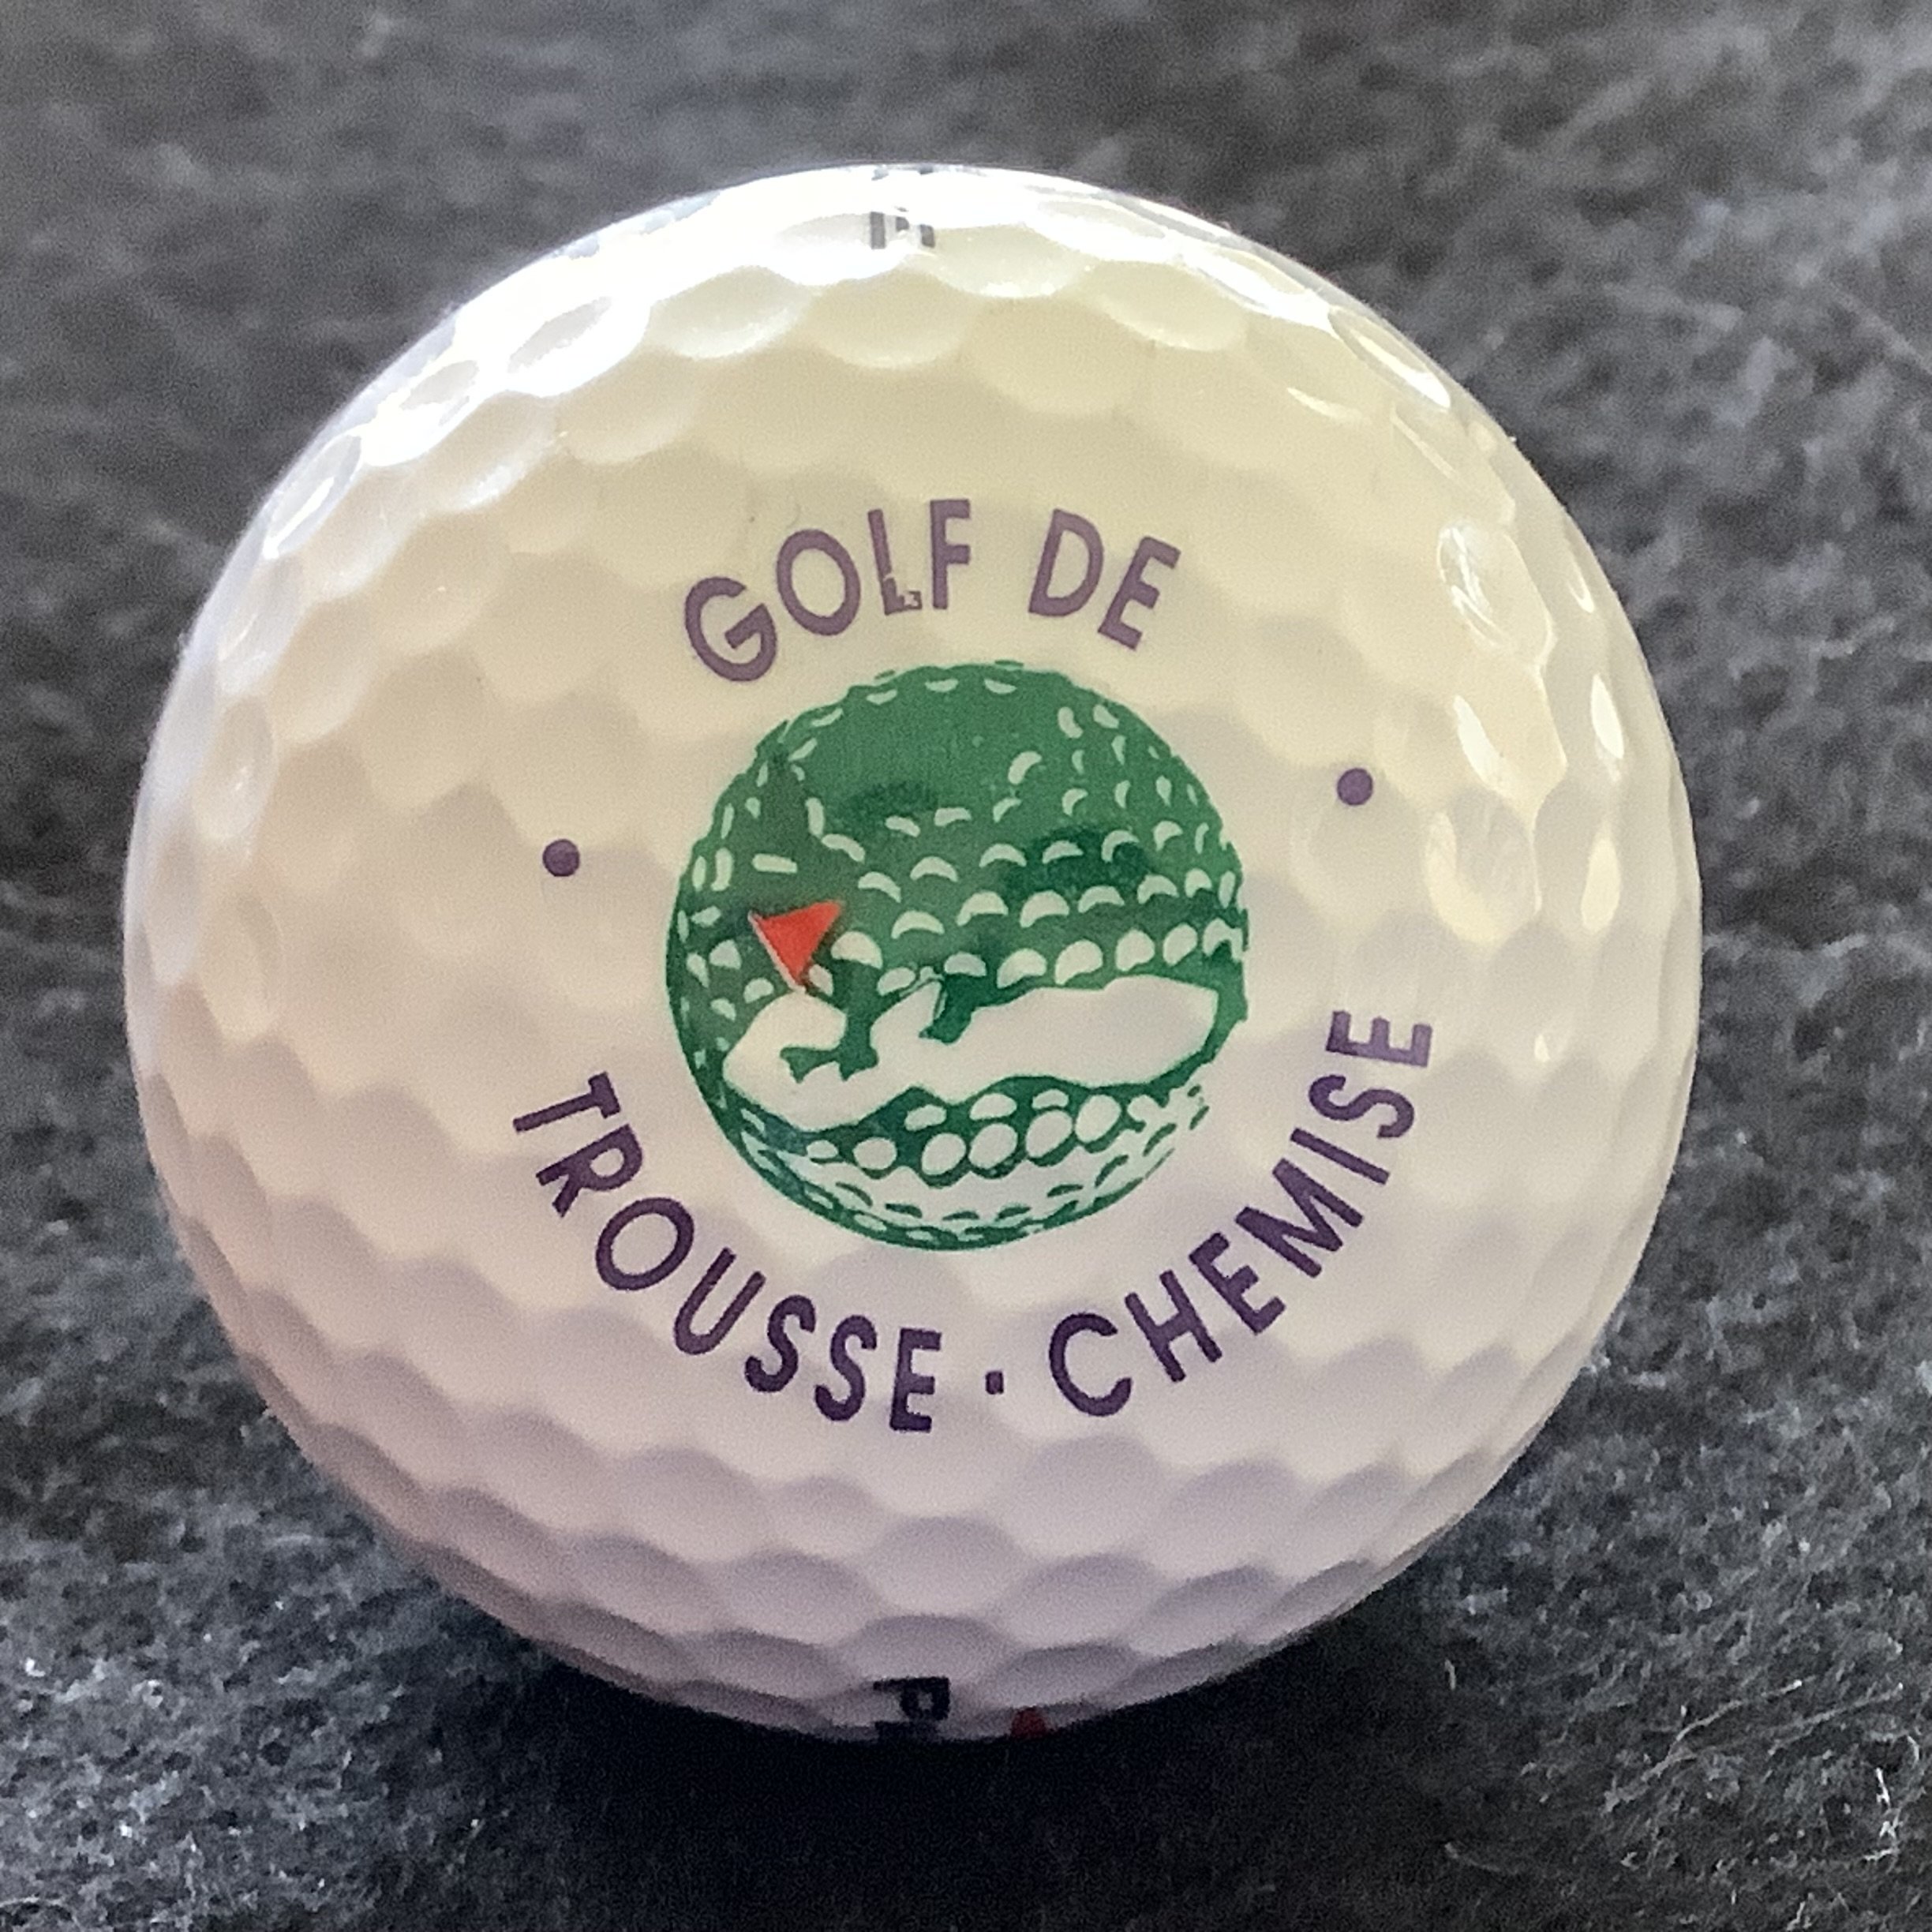 GOLF DE
TROUSSE · CHEMISE